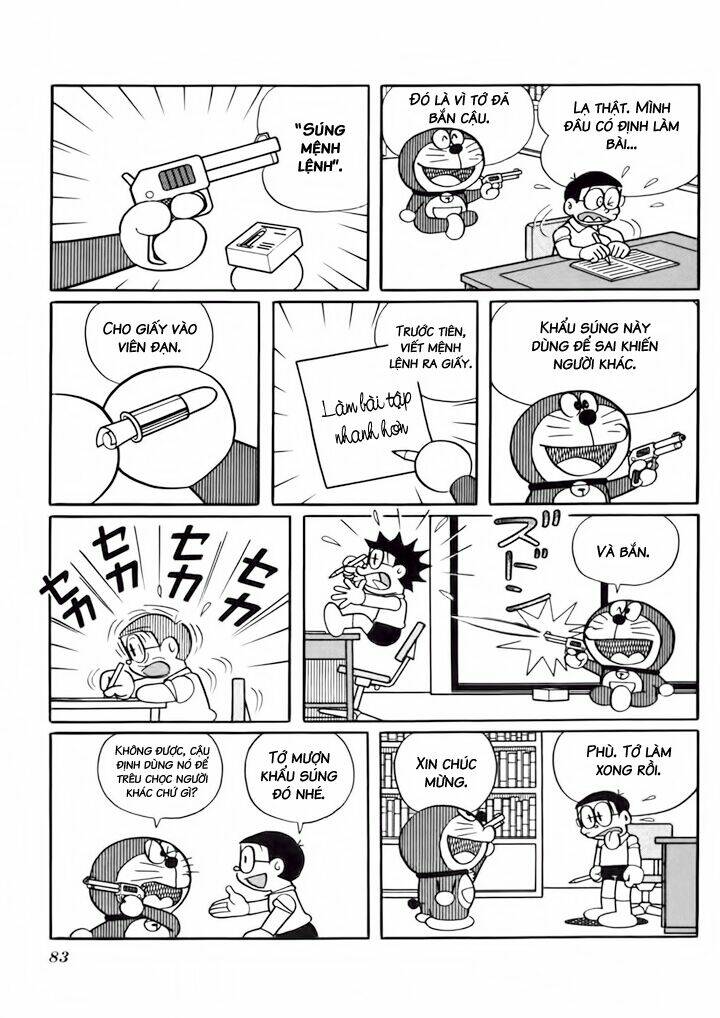 LẠ THẬT. MÌNH
ĐÂU CÓ ĐỊNH LÀM
BÀI...
ĐÓ LÀ VÌ TỚ ĐÃ
BẮN CẬU.
"SÚNG
MỆNH
LỆNH".
KHẨU SÚNG NÀY
DÙNG ĐỂ SAI KHIẾN
NGƯỜI KHÁC.
TRƯỚC TIÊN,
VIẾT MỆNH
LỆNH RA GIẤY.
Làm bài tập
nhanh hơn
CHO GIẤY VÀO
VIÊN ĐẠN.
VÀ BẮN.
ズドーン
セカ
セカ
セカ
セカ
PHÙ. TỚ LÀM
XONG RỒI.
XIN CHÚC
MỪNG.
TỚ MƯỢN
KHẨU SÚNG
ĐÓ NHÉ.
KHÔNG ĐƯỢC, CẬU
ĐỊNH DÙNG NÓ ĐỂ
TRÊU CHỌC NGƯỜI
KHÁC CHỨ GÌ?
83